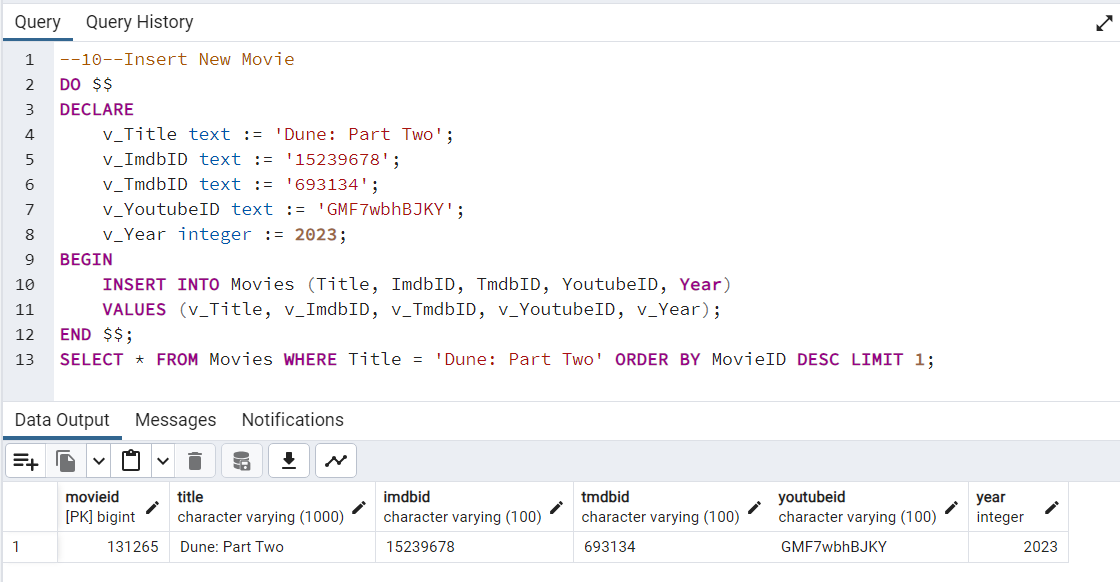 Query Query History
1 --10--Insert New Movie
2 DO $$
3 DECLARE
4 v_Title text := 'Dune: Part Two';
5 v_ImdbID text := '15239678';
6 v_TmdbID text := '693134';
7 v_YoutubeID text := 'GMF7wbhBJKY';
8 v_Year integer := 2023;
9 BEGIN
10 INSERT INTO Movies (Title, ImdbID, TmdbID, YoutubeID, Year)
11 VALUES (v_Title, v_ImdbID, v_TmdbID, v_YoutubeID, v_Year);
12 END $$;
13 SELECT * FROM Movies WHERE Title = 'Dune: Part Two' ORDER BY MovieID DESC LIMIT 1;
Data Output Messages Notifications
movieid title imdbid tmdbid youtubeid year
[PK] bigint character varying (1000) character varying (100) character varying (100) character varying (100) integer
1 131265 Dune: Part Two 15239678 693134 GMF7wbhBJKY 2023